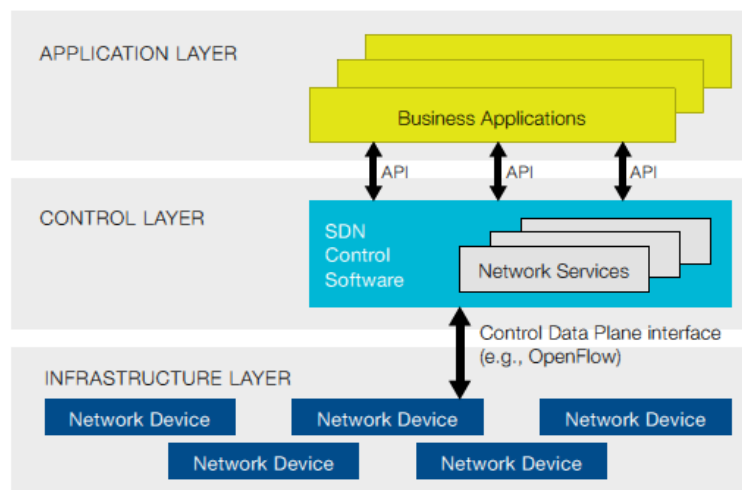 APPLICATION LAYER
Business Applications
API
API
API
CONTROL LAYER
SDN
Control
Software
Network Services
Control Data Plane interface
(e.g., OpenFlow)
INFRASTRUCTURE LAYER
Network Device
Network Device
Network Device
Network Device
Network Device